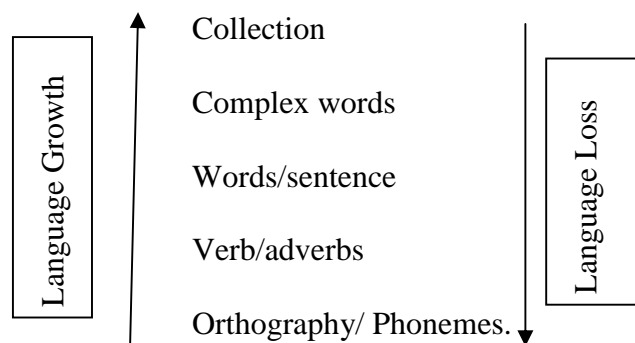 Language Growth
Collection
Complex words
Words/sentence
Verb/adverbs
Orthography/ Phonemes.
Language Loss